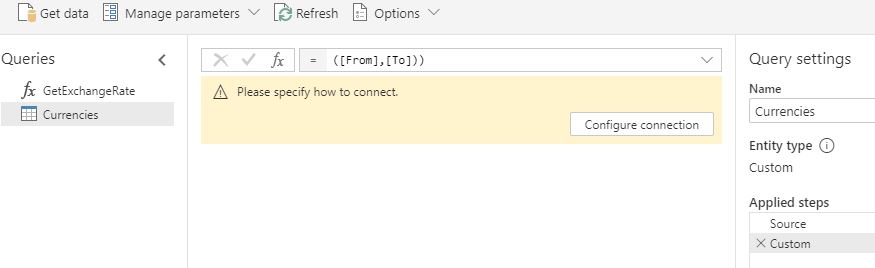 Get data Manage parameters Refresh Options
Queries
fx GetExchangeRate
Currencies
fx = ([From],[To]))
Please specify how to connect.
Configure connection
Query settings
Name
Currencies
Entity type
Custom
Applied steps
Source
Custom